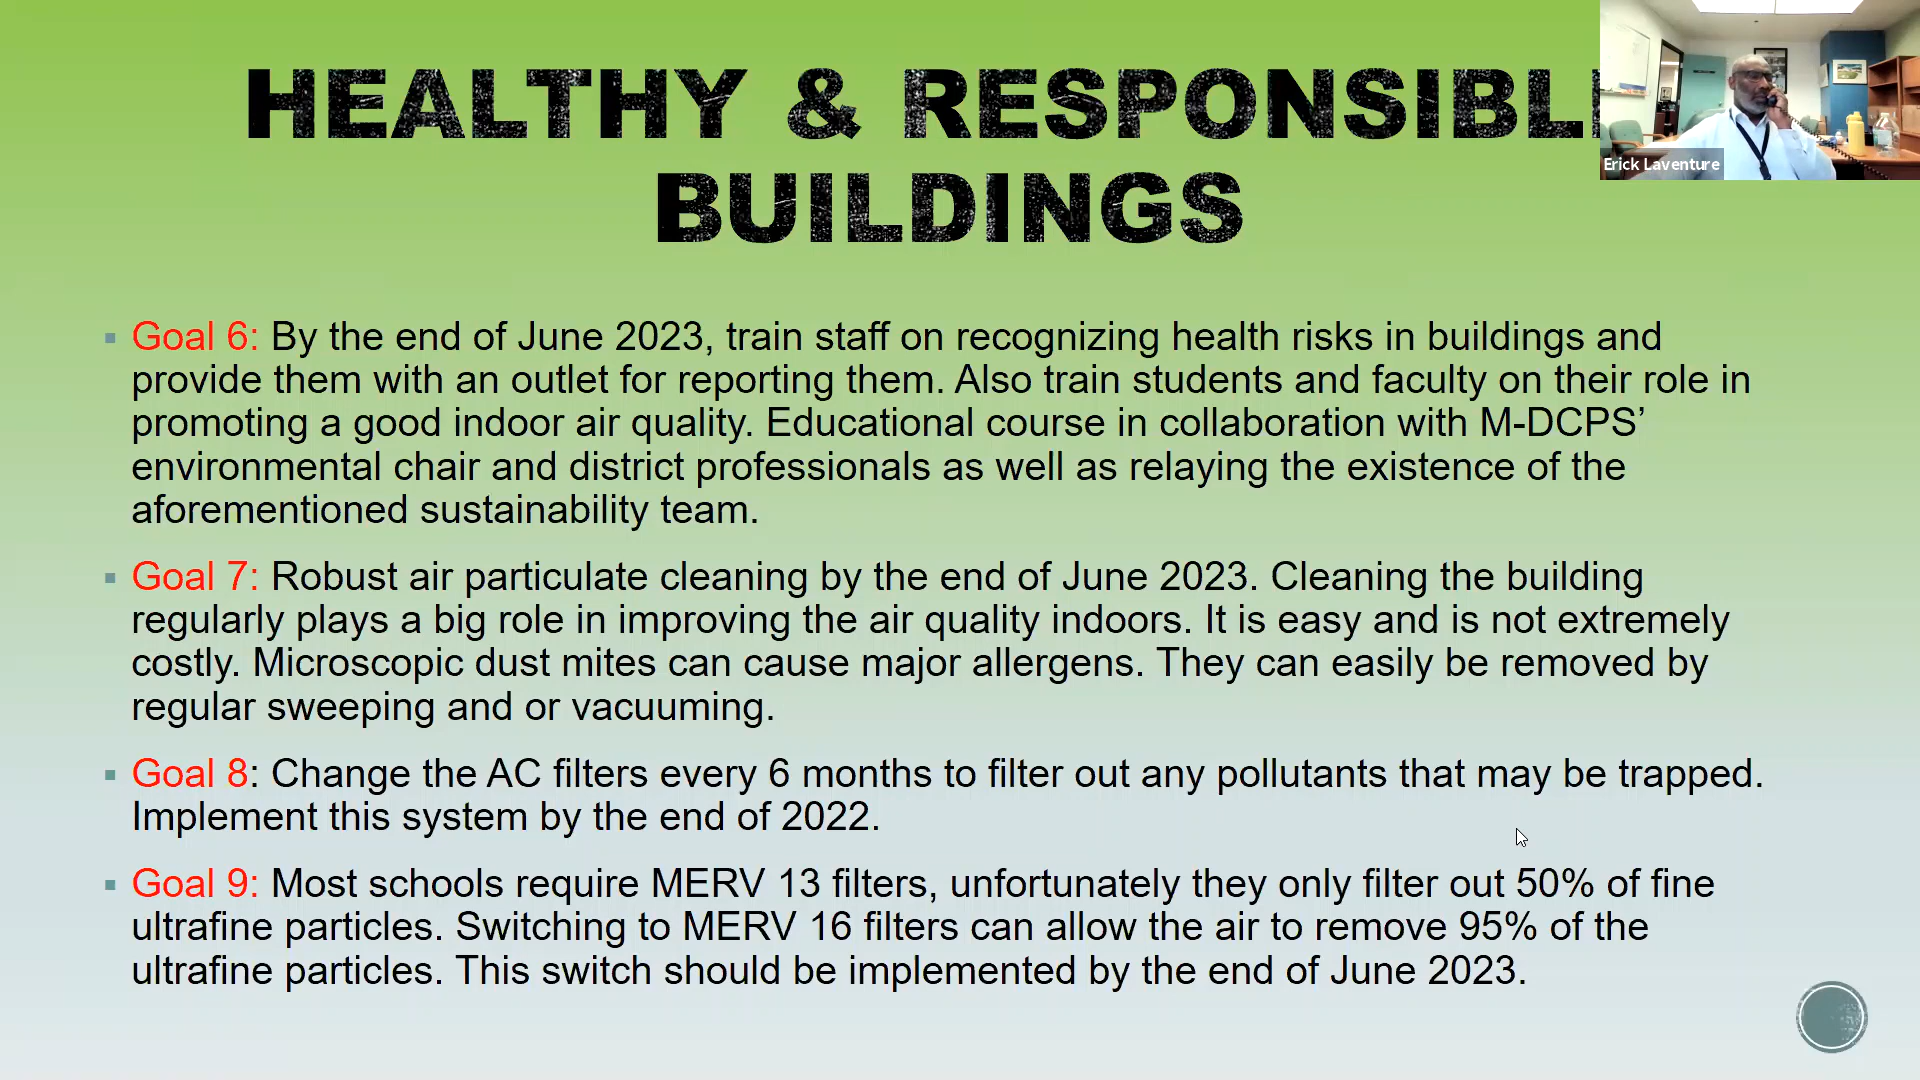 HEALTHY & RESPONSIBL
BUILDINGS
Erick Laventure
Goal 6: By the end of June 2023, train staff on recognizing health risks in buildings and
provide them with an outlet for reporting them. Also train students and faculty on their role in
promoting a good indoor air quality. Educational course in collaboration with M-DCPS’
environmental chair and district professionals as well as relaying the existence of the
aforementioned sustainability team.
Goal 7: Robust air particulate cleaning by the end of June 2023. Cleaning the building
regularly plays a big role in improving the air quality indoors. It is easy and is not extremely
costly. Microscopic dust mites can cause major allergens. They can easily be removed by
regular sweeping and or vacuuming.
Goal 8: Change the AC filters every 6 months to filter out any pollutants that may be trapped.
Implement this system by the end of 2022.
Goal 9: Most schools require MERV 13 filters, unfortunately they only filter out 50% of fine
ultrafine particles. Switching to MERV 16 filters can allow the air to remove 95% of the
ultrafine particles. This switch should be implemented by the end of June 2023.